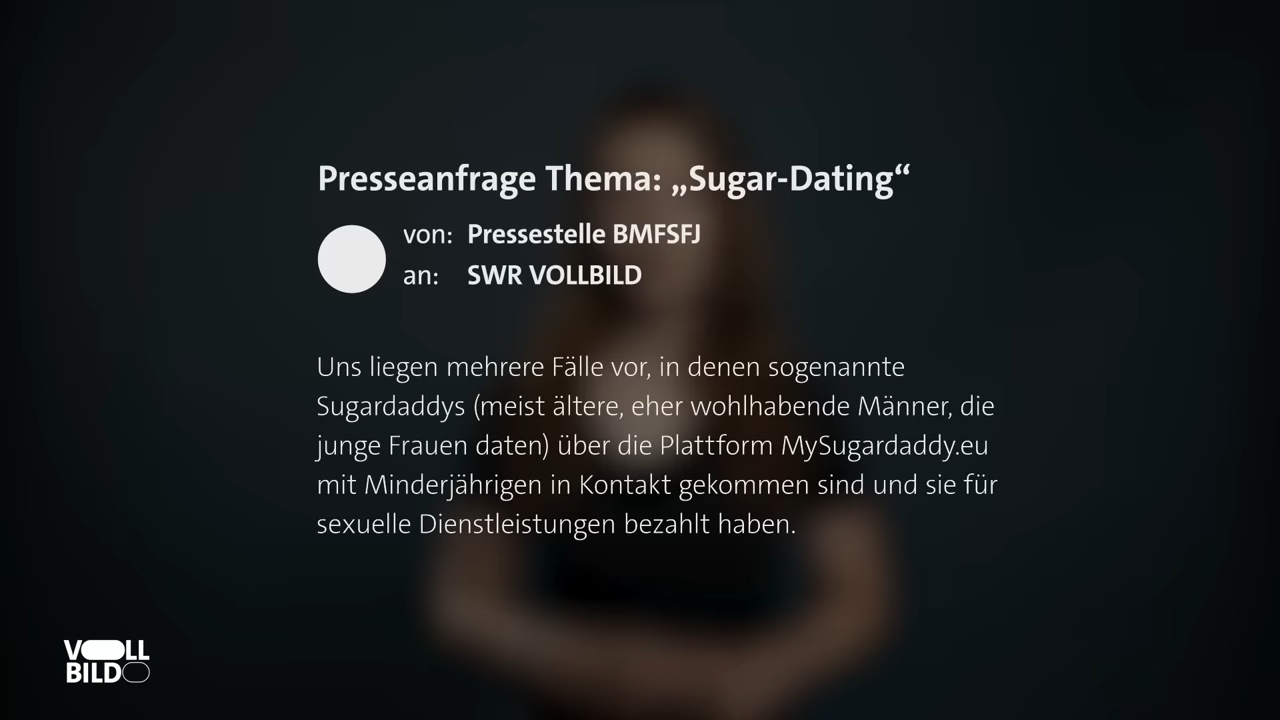 Presseanfrage Thema: „Sugar-Dating“
von: Pressestelle BMFSFJ
an: SWR VOLLBILD
Uns liegen mehrere Fälle vor, in denen sogenannte
Sugardaddys (meist ältere, eher wohlhabende Männer, die
junge Frauen daten) über die Plattform MySugardaddy.eu
mit Minderjährigen in Kontakt gekommen sind und sie für
sexuelle Dienstleistungen bezahlt haben.
VOLL
BILD